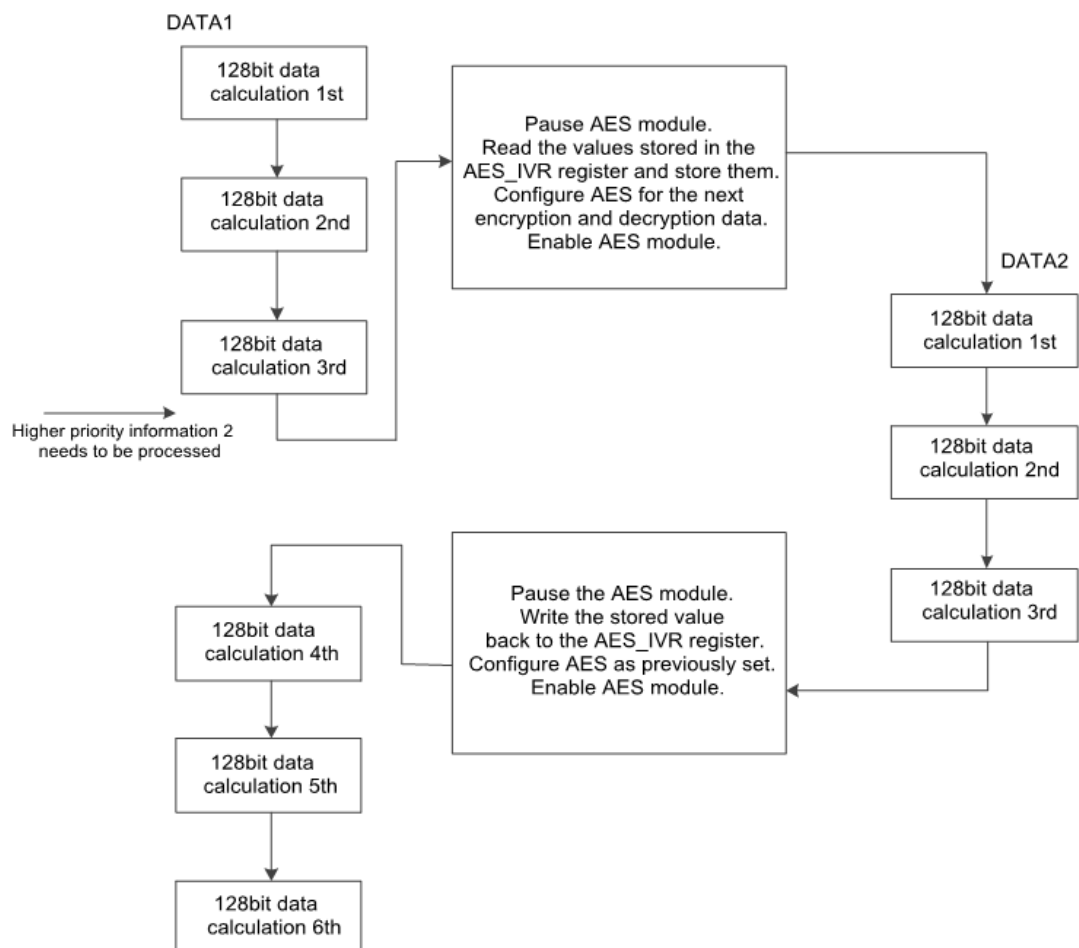 DATA1
128bit data
calculation 1st
128bit data
calculation 2nd
128bit data
calculation 3rd
Higher priority information 2
needs to be processed
Pause AES module.
Read the values stored in the
AES_IVR register and store them.
Configure AES for the next
encryption and decryption data.
Enable AES module.
DATA2
128bit data
calculation 1st
128bit data
calculation 2nd
128bit data
calculation 3rd
Pause the AES module.
Write the stored value
back to the AES_IVR register.
Configure AES as previously set.
Enable AES module.
128bit data
calculation 4th
128bit data
calculation 5th
128bit data
calculation 6th